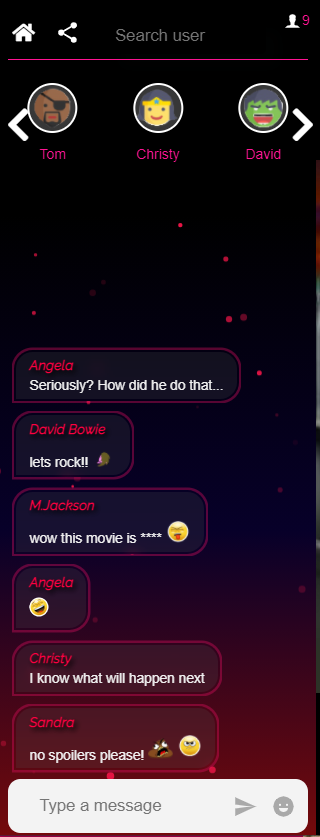 Search user
9
Tom
Christy
David
Angela
Seriously? How did he do that...
David Bowie
lets rock!!
M.Jackson
wow this movie is ****
Angela
Christy
I know what will happen next
Sandra
no spoilers please!
Type a message